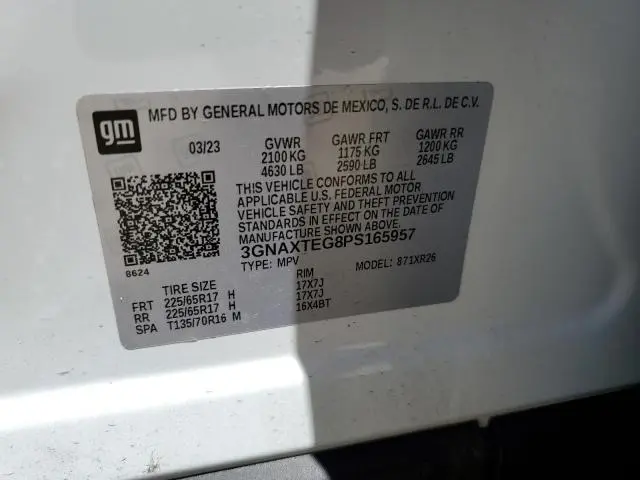 gm
MFD BY GENERAL MOTORS DE MEXICO, S. DE R.L. DE C.V.
03/23 GVWR GAWR FRT GAWR RR
2100 KG 1175 KG 1200 KG
4630 LB 2590 LB 2645 LB
THIS VEHICLE CONFORMS TO ALL
APPLICABLE U.S. FEDERAL MOTOR
VEHICLE SAFETY AND THEFT PREVENTION
STANDARDS IN EFFECT ON THE DATE OF
MANUFACTURE SHOWN ABOVE.
3GNAXTEG8PS165957
8624
TYPE: MPV MODEL: 871XR26
TIRE SIZE RIM
FRT 225/65R17 H 17X7J
RR 225/65R17 H 17X7J
SPA T135/70R16 M 16X4BT